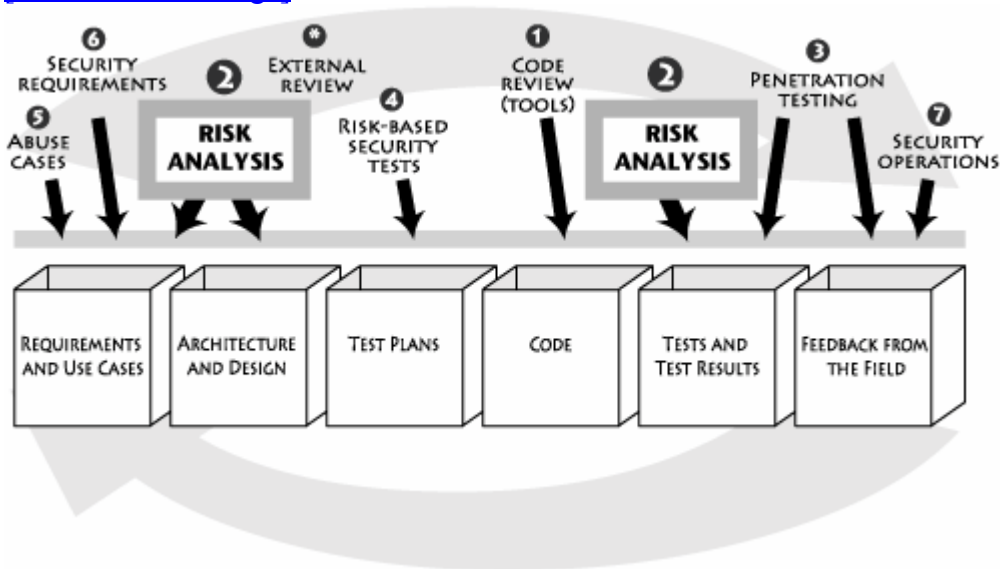 6
SECURITY
REQUIREMENTS
5
ABUSE
CASES
2
RISK
ANALYSIS
*
EXTERNAL
REVIEW
4
RISK-BASED
SECURITY
TESTS
1
CODE
REVIEW
(TOOLS)
2
RISK
ANALYSIS
3
PENETRATION
TESTING
7
SECURITY
OPERATIONS
REQUIREMENTS
AND USE CASES
ARCHITECTURE
AND DESIGN
TEST PLANS
CODE
TESTS AND
TEST RESULTS
FEEDBACK FROM
THE FIELD